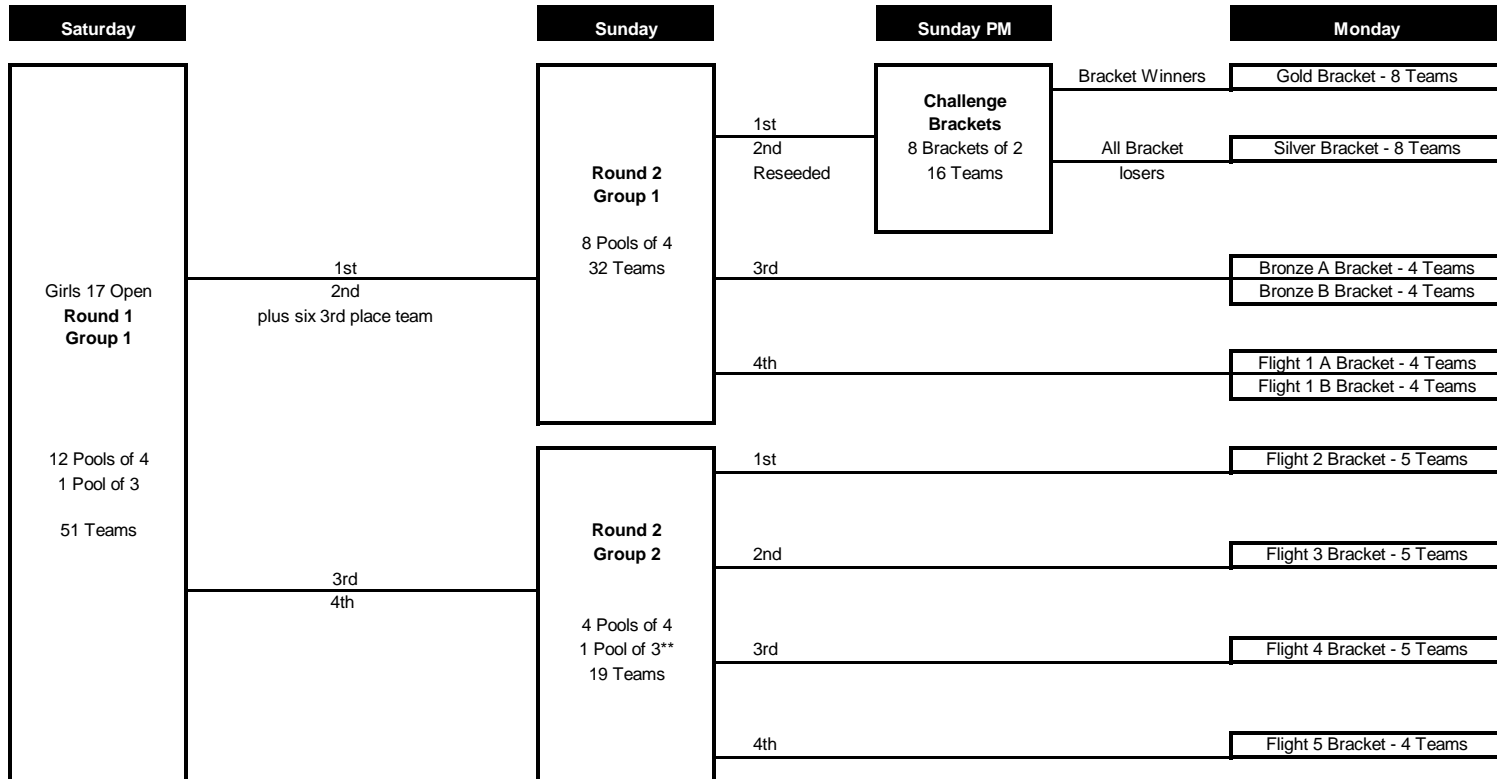 Saturday
Sunday
Sunday PM
Monday
Girls 17 Open
Round 1
Group 1
12 Pools of 4
1 Pool of 3
51 Teams
1st
2nd
plus six 3rd place team
3rd
4th
Round 2
Group 1
8 Pools of 4
32 Teams
Round 2
Group 2
4 Pools of 4
1 Pool of 3**
19 Teams
1st
2nd
Reseeded
3rd
4th
1st
2nd
3rd
4th
Challenge
Brackets
8 Brackets of 2
16 Teams
Bracket Winners
All Bracket
losers
Gold Bracket - 8 Teams
Silver Bracket - 8 Teams
Bronze A Bracket - 4 Teams
Bronze B Bracket - 4 Teams
Flight 1 A Bracket - 4 Teams
Flight 1 B Bracket - 4 Teams
Flight 2 Bracket - 5 Teams
Flight 3 Bracket - 5 Teams
Flight 4 Bracket - 5 Teams
Flight 5 Bracket - 4 Teams